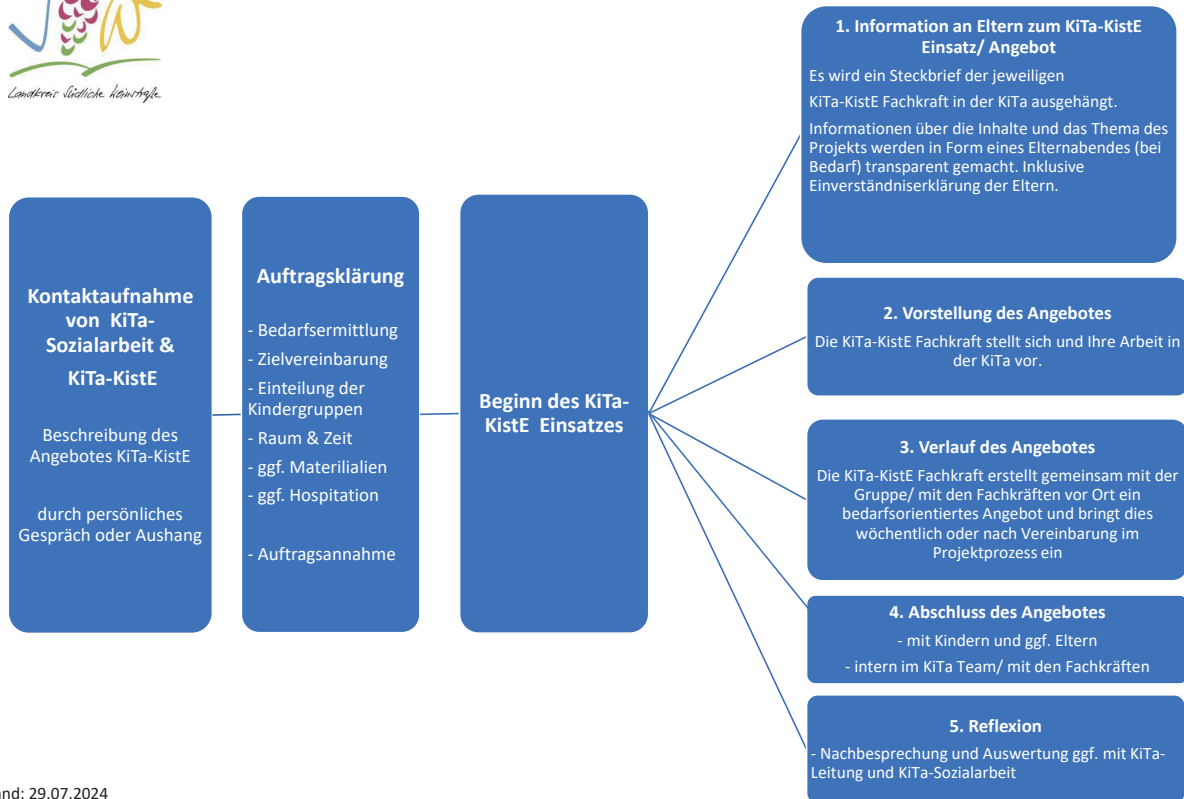 Landkreis Südliche Weinstraße
Kontaktaufnahme
von KiTa-
Sozialarbeit &
KiTa-KistE
Beschreibung des
Angebotes KiTa-KistE
durch persönliches
Gespräch oder Aushang
Auftragsklärung
- Bedarfsermittlung
- Zielvereinbarung
- Einteilung der
Kindergruppen
- Raum & Zeit
- ggf. Materilialien
- ggf. Hospitation
- Auftragsannahme
Beginn des KiTa-
KistE Einsatzes
1. Information an Eltern zum KiTa-KistE
Einsatz/ Angebot
Es wird ein Steckbrief der jeweiligen
KiTa-KistE Fachkraft in der KiTa ausgehängt.
Informationen über die Inhalte und das Thema des
Projekts werden in Form eines Elternabendes (bei
Bedarf) transparent gemacht. Inklusive
Einverständniserklärung der Eltern.
2. Vorstellung des Angebotes
Die KiTa-KistE Fachkraft stellt sich und Ihre Arbeit in
der KiTa vor.
3. Verlauf des Angebotes
Die KiTa-KistE Fachkraft erstellt gemeinsam mit der
Gruppe/ mit den Fachkräften vor Ort ein
bedarfsorientiertes Angebot und bringt dies
wöchentlich oder nach Vereinbarung im
Projektprozess ein
4. Abschluss des Angebotes
- mit Kindern und ggf. Eltern
- intern im KiTa Team/ mit den Fachkräften
5. Reflexion
- Nachbesprechung und Auswertung ggf. mit KiTa-
Leitung und KiTa-Sozialarbeit
and: 29.07.2024